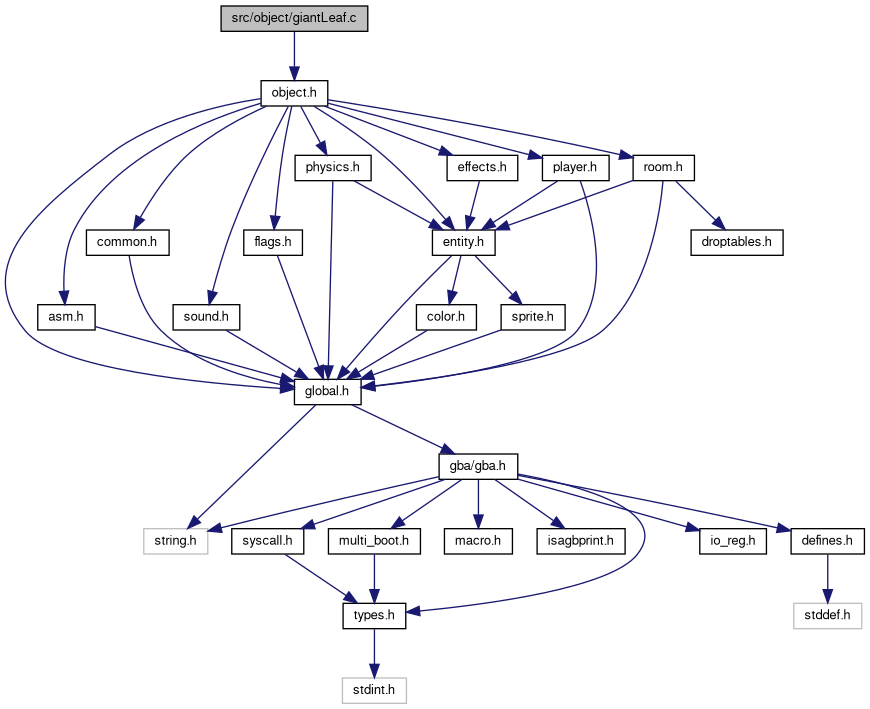 src/object/giantLeaf.c
object.h
physics.h
effects.h
player.h
room.h
common.h
flags.h
entity.h
droptables.h
asm.h
sound.h
color.h
sprite.h
global.h
gba/gba.h
string.h
syscall.h
multi_boot.h
macro.h
isagbprint.h
io_reg.h
defines.h
types.h
stddef.h
stdint.h